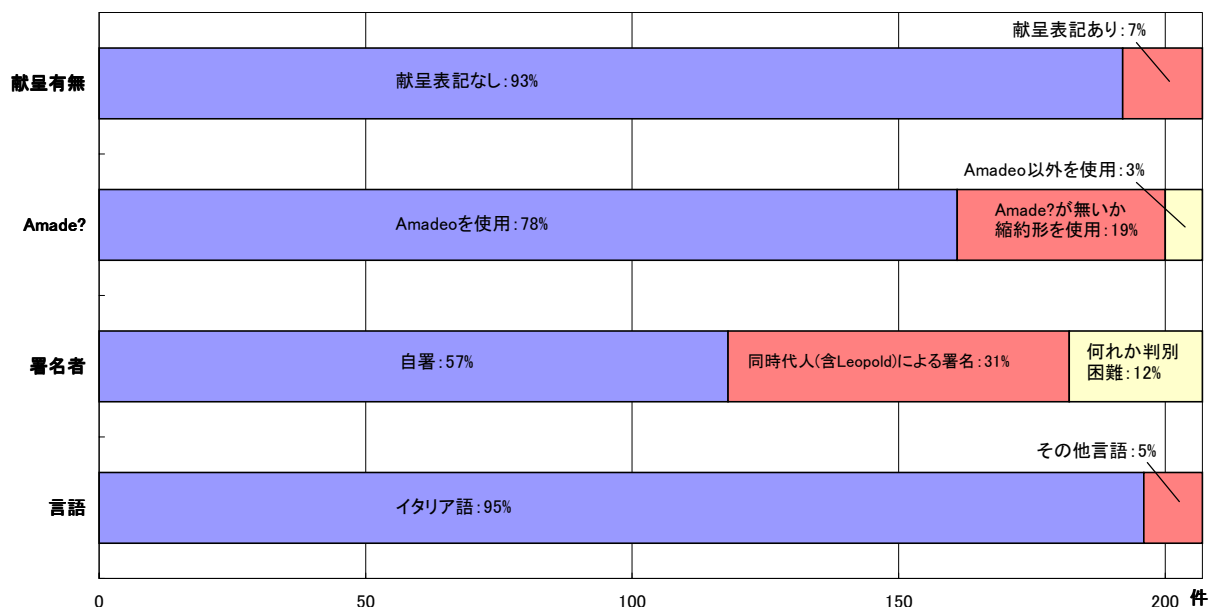 献呈表記あり：7%
献呈有無
献呈表記なし：93%
Amadeo以外を使用：3%
Amade?
Amadeoを使用：78%
Amade?が無いか
縮約形を使用：19%
署名者
自署：57%
同時代人(含Leopold)による署名：31%
何れか判別
困難：12%
その他言語：5%
言語
イタリア語：95%
0
50
100
150
200
件